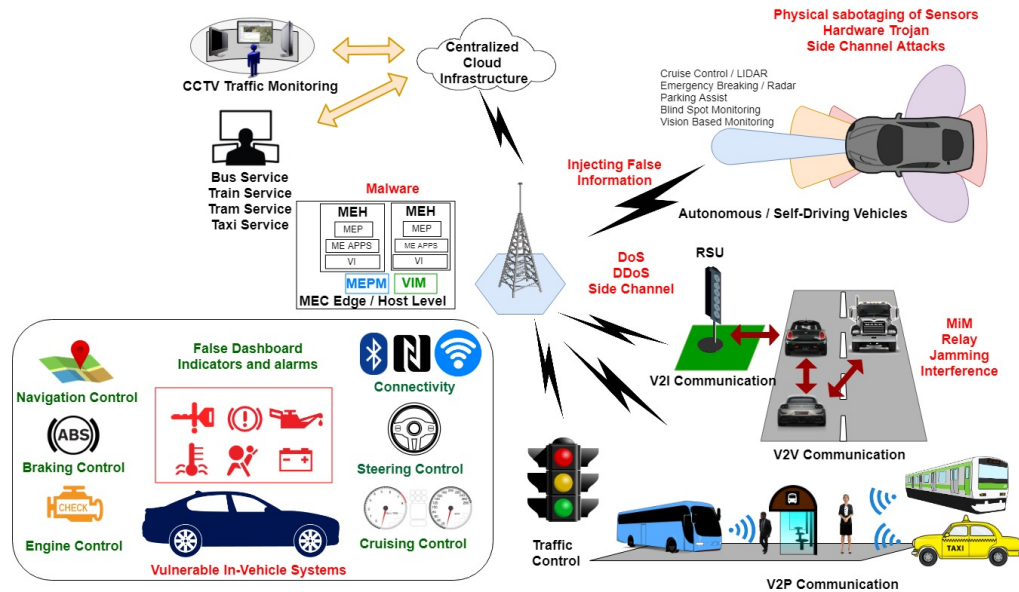 Physical sabotaging of Sensors
Hardware Trojan
Side Channel Attacks
Centralized
Cloud
Infrastructure
CCTV Traffic Monitoring
Cruise Control / LIDAR
Emergency Breaking / Radar
Parking Assist
Blind Spot Monitoring
Vision Based Monitoring
Bus Service
Train Service
Tram Service
Taxi Service
Injecting False
Information
Autonomous / Self-Driving Vehicles
Malware
MEH
MEP
ME APPS
VI
MEH
MEP
ME APPS
VI
MEPM
VIM
MEC Edge / Host Level
DoS
DDoS
Side Channel
RSU
V2I Communication
MiM
Relay
Jamming
Interference
V2V Communication
Navigation Control
False Dashboard
Indicators and alarms
Connectivity
ABS
Braking Control
Steering Control
CHECK
Engine Control
Cruising Control
Vulnerable In-Vehicle Systems
Traffic
Control
TAXI
V2P Communication